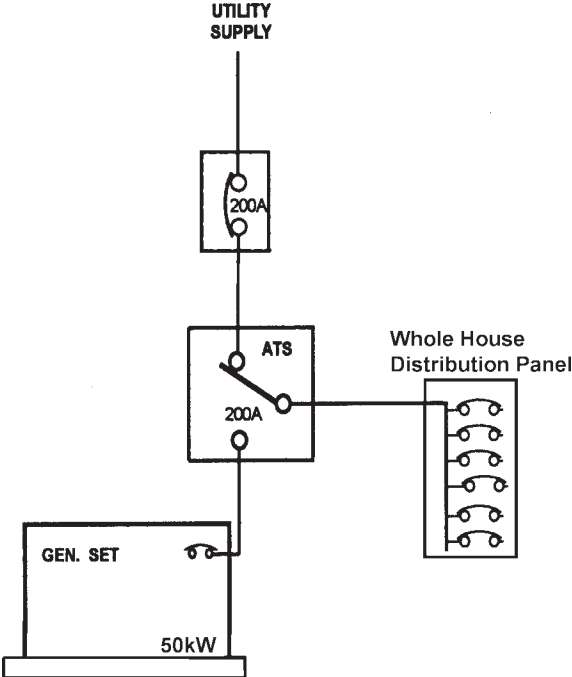 UTILITY
SUPPLY
200A
ATS
200A
Whole House
Distribution Panel
GEN. SET
50kW